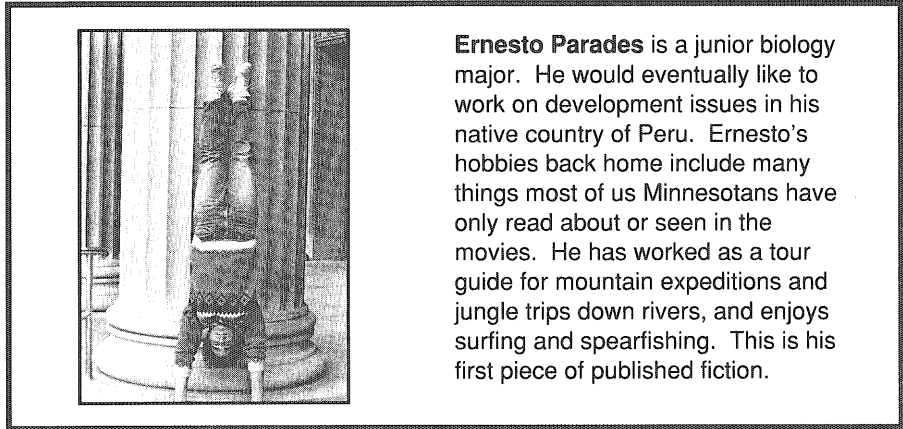 Ernesto Parades is a junior biology
major. He would eventually like to
work on development issues in his
native country of Peru. Ernesto's
hobbies back home include many
things most of us Minnesotans have
only read about or seen in the
movies. He has worked as a tour
guide for mountain expeditions and
jungle trips down rivers, and enjoys
surfing and spearfishing. This is his
first piece of published fiction.